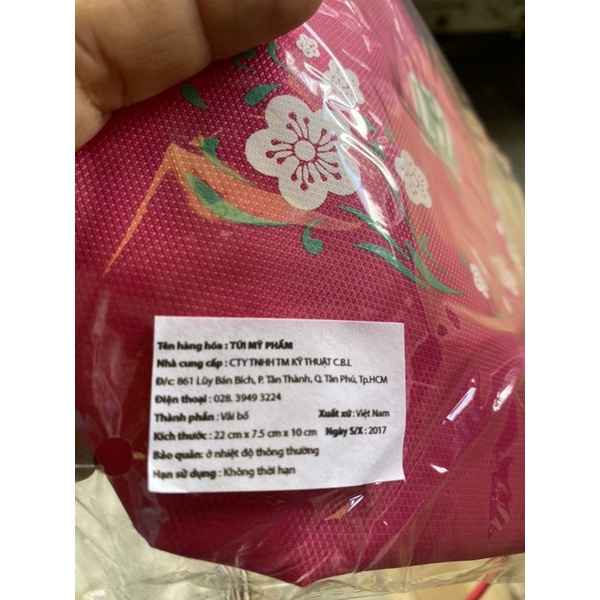 Tên hàng hóa : TÚI MỸ PHẨM
Nhà cung cấp : CTY TNHH TM KỸ THUẬT C.B.L
Đ/c: 861 Lũy Bán Bích, P. Tân Thành, Q. Tân Phú, Tp.HCM
Điện thoại : 028. 3949 3224
Thành phần : Vải bố Xuất xứ : Việt Nam
Kích thước : 22 cm x 7.5 cm x 10 cm Ngày S/X : 2017
Bảo quản: ở nhiệt độ thông thường
Hạn sử dụng : Không thời hạn